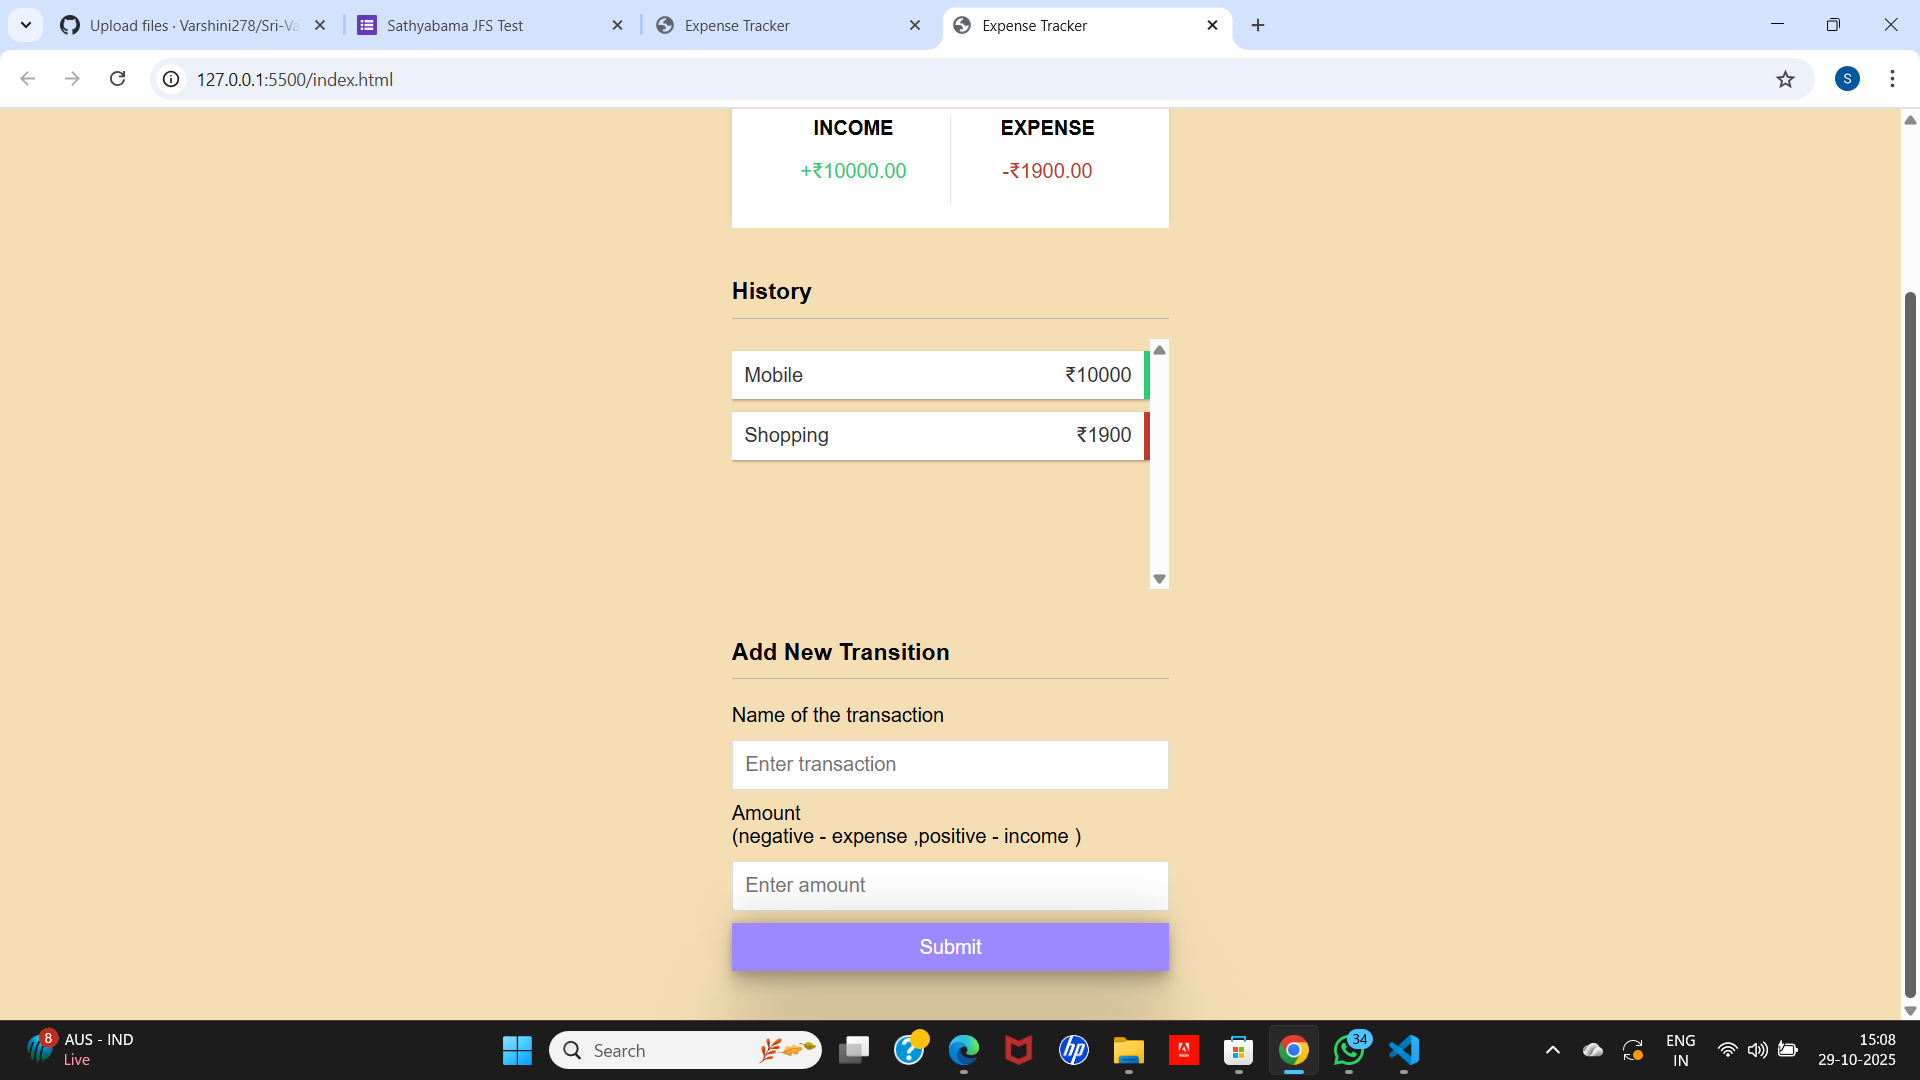 Upload files · Varshini278/Sri-Va
Sathyabama JFS Test
Expense Tracker
Expense Tracker
127.0.0.1:5500/index.html
S
INCOME
EXPENSE
+₹10000.00
-₹1900.00
History
Mobile ₹10000
Shopping ₹1900
Add New Transition
Name of the transaction
Enter transaction
Amount
(negative - expense ,positive - income )
Enter amount
Submit
8
AUS - IND
Live
Search
34
ENG
IN
15:08
29-10-2025